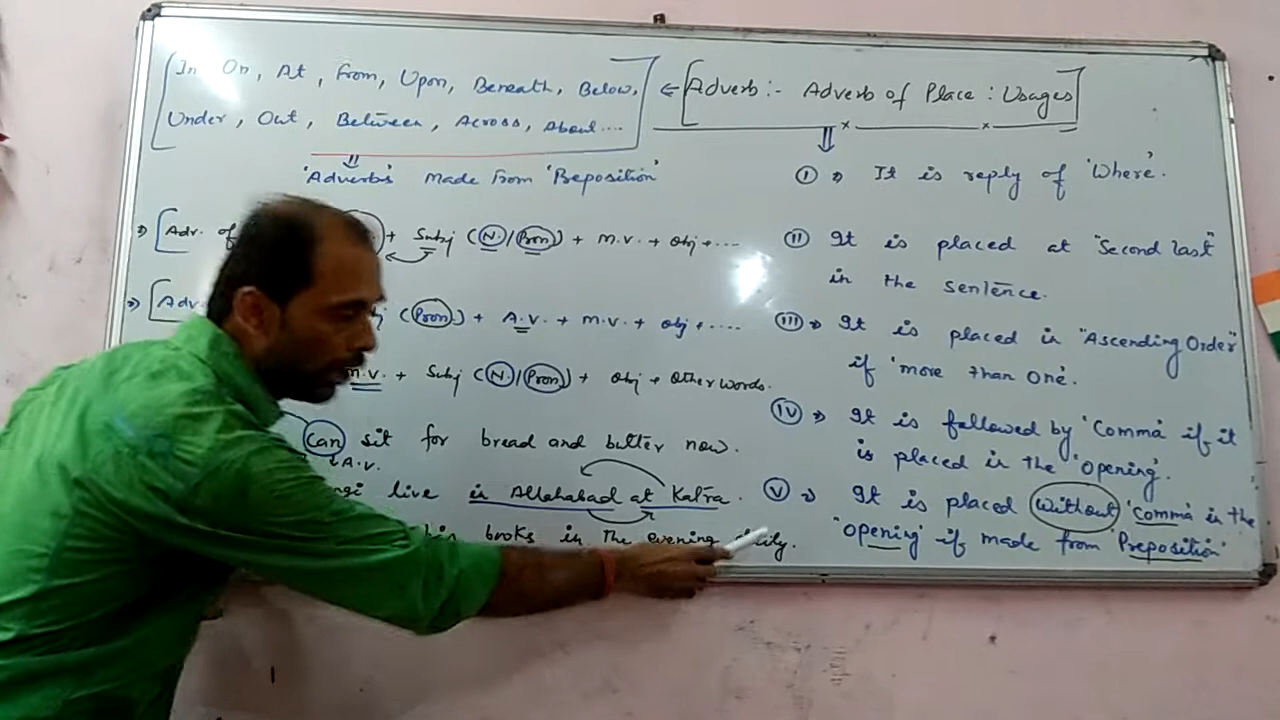 In On, At, From, Upon, Beneath, Below,
Under, Out, Between, Across, About....
'Adverbs' Made From 'Preposition'
⇒ [Adv. of + Subj (N./Pron) + M.V. + Obj + ....
⇒ [Adv. (Pron.) + A.V. + M.V. + Obj + ....
M.V. + Subj (N./Pron) + Obj + Other words.
Can sit for bread and butter now.
A.V.
live in Allahabad at Katra.
books in the evening daily.
⇐ [Adverb :- Adverb of Place : Usages]
(I) ⇒ It is reply of 'Where'.
(II) It is placed at "Second last"
in the sentence.
(III) ⇒ It is placed in "Ascending Order"
if 'more than one'.
(IV) ⇒ It is followed by 'Comma' if it
is placed in the 'opening'.
(V) ⇒ It is placed Without 'Comma' in the
'opening' if made from 'Preposition'